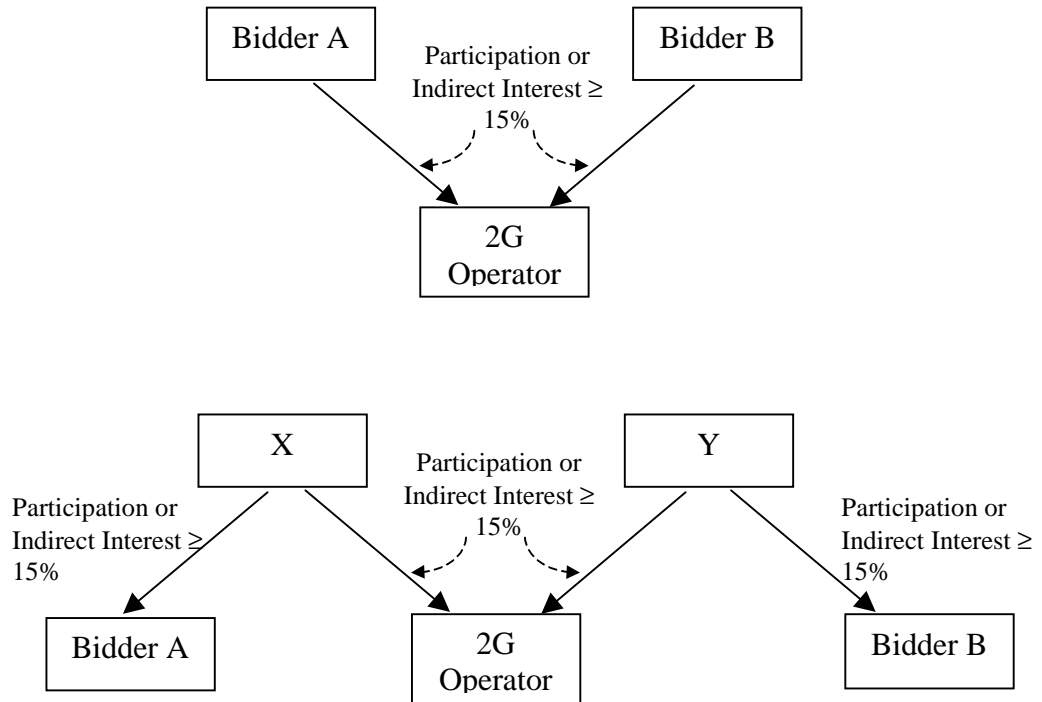 Bidder A
Bidder B
Participation or
Indirect Interest ≥
15%
2G
Operator
X
Y
Participation or
Indirect Interest ≥
15%
Participation or
Indirect Interest ≥
15%
Participation or
Indirect Interest ≥
15%
Bidder A
2G
Operator
Bidder B